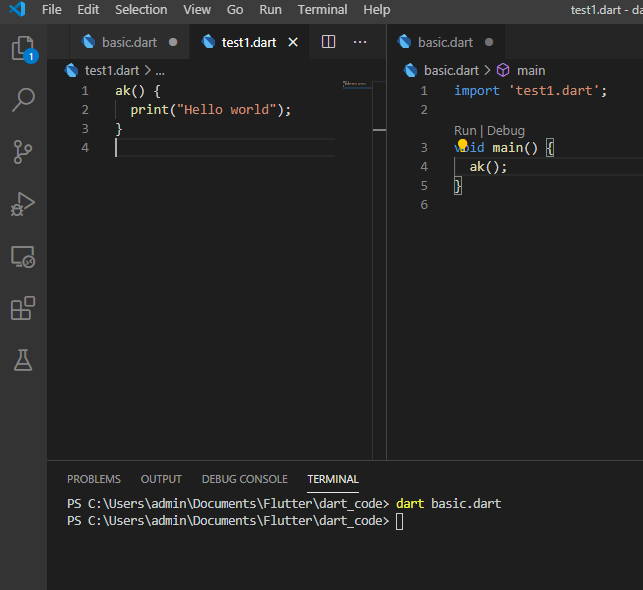 File Edit Selection View Go Run Terminal Help test1.dart - da
basic.dart test1.dart ...
test1.dart > ...
1 ak() {
2 print("Hello world");
3 }
4
basic.dart
basic.dart > main
1 import 'test1.dart';
2
Run | Debug
3 void main() {
4 ak();
5 }
6
1
PROBLEMS OUTPUT DEBUG CONSOLE TERMINAL
PS C:\Users\admin\Documents\Flutter\dart_code> dart basic.dart
PS C:\Users\admin\Documents\Flutter\dart_code>